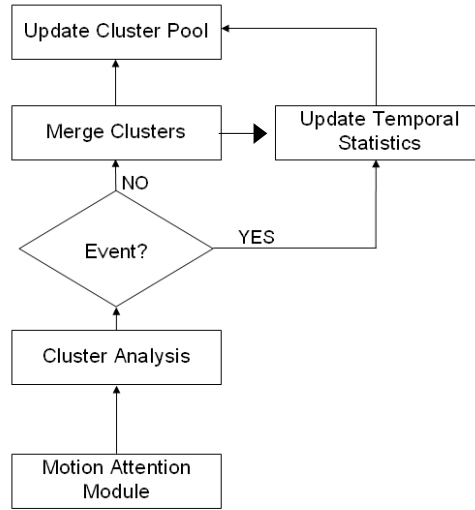 Update Cluster Pool
Merge Clusters
Update Temporal
Statistics
NO
YES
Event?
Cluster Analysis
Motion Attention
Module